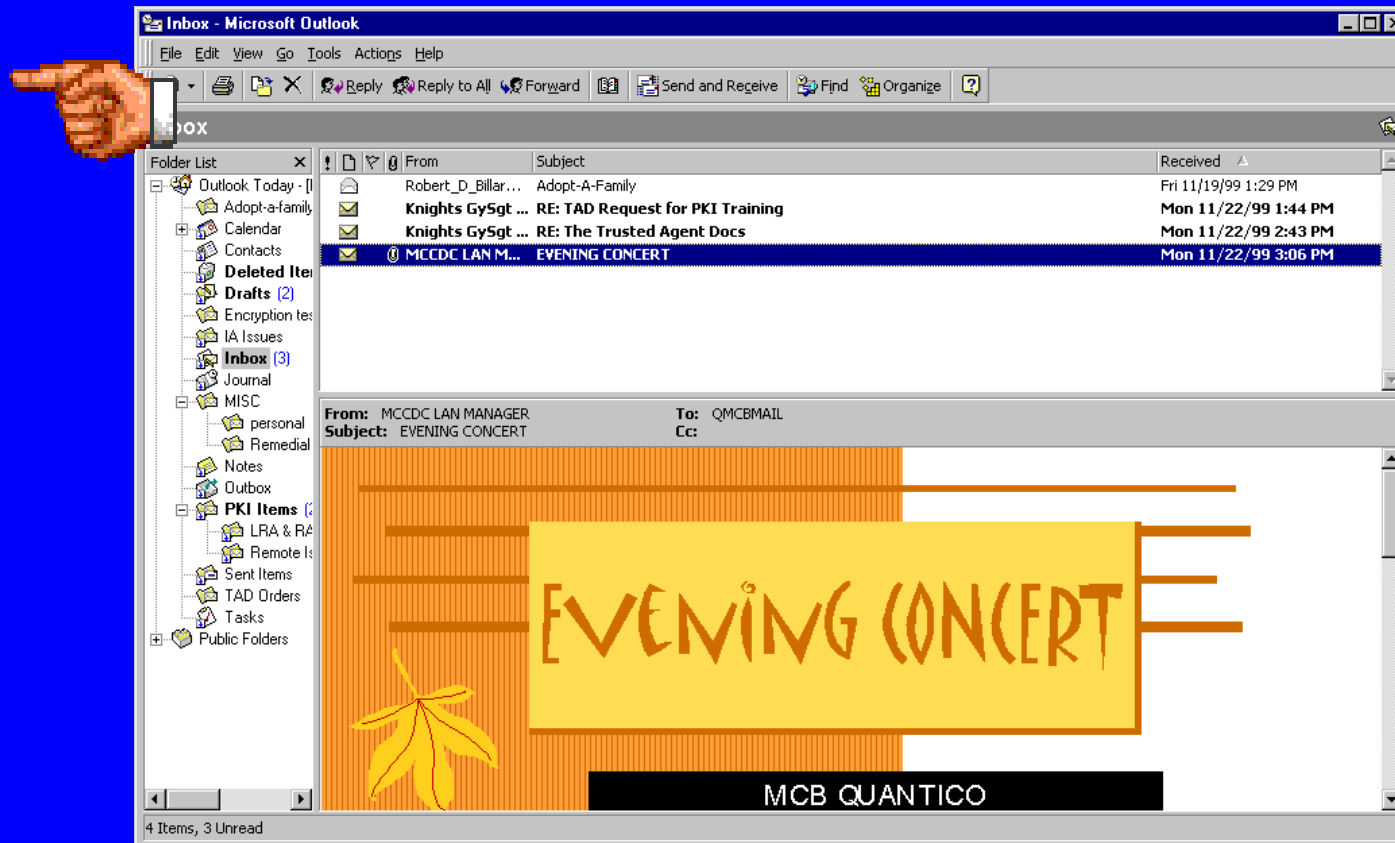 Inbox - Microsoft Outlook
File Edit View Go Tools Actions Help
Reply Reply to All Forward Send and Receive Find Organize
ox
Folder List From Subject Received
Outlook Today - [
Robert_D_Billar... Adopt-A-Family Fri 11/19/99 1:29 PM
Adopt-a-family
Knights GySgt ... RE: TAD Request for PKI Training Mon 11/22/99 1:44 PM
Calendar
Knights GySgt ... RE: The Trusted Agent Docs Mon 11/22/99 2:43 PM
Contacts
MCCDC LAN M... EVENING CONCERT Mon 11/22/99 3:06 PM
Deleted Ite
Drafts (2)
Encryption tes
IA Issues
Inbox (3)
Journal
MISC
personal
Remedial
Notes
Outbox
PKI Items (2
LRA & RA
Remote Is
Sent Items
TAD Orders
Tasks
Public Folders
From: MCCDC LAN MANAGER To: QMCBMAIL
Subject: EVENING CONCERT Cc:
EVENING CONCERT
MCB QUANTICO
4 Items, 3 Unread